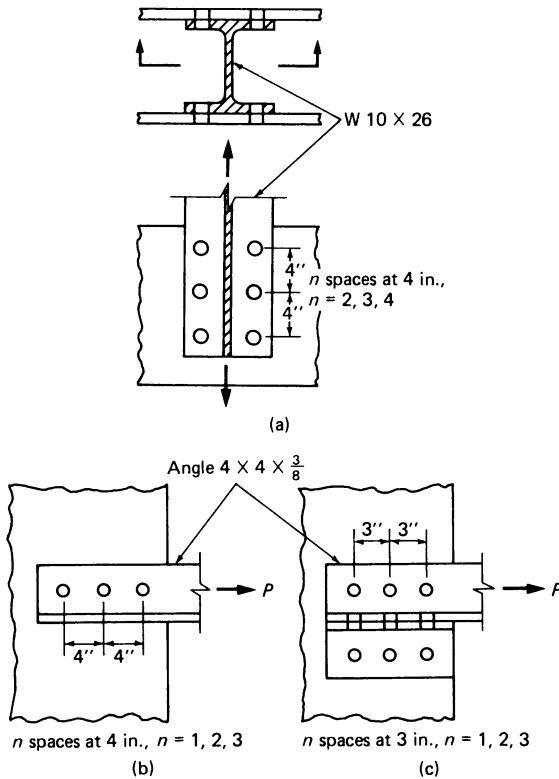 W 10 × 26
4"
4"
n spaces at 4 in.,
n = 2, 3, 4
(a)
Angle 4 × 4 × 3/8
P
4" 4"
n spaces at 4 in., n = 1, 2, 3
(b)
3" 3"
P
n spaces at 3 in., n = 1, 2, 3
(c)